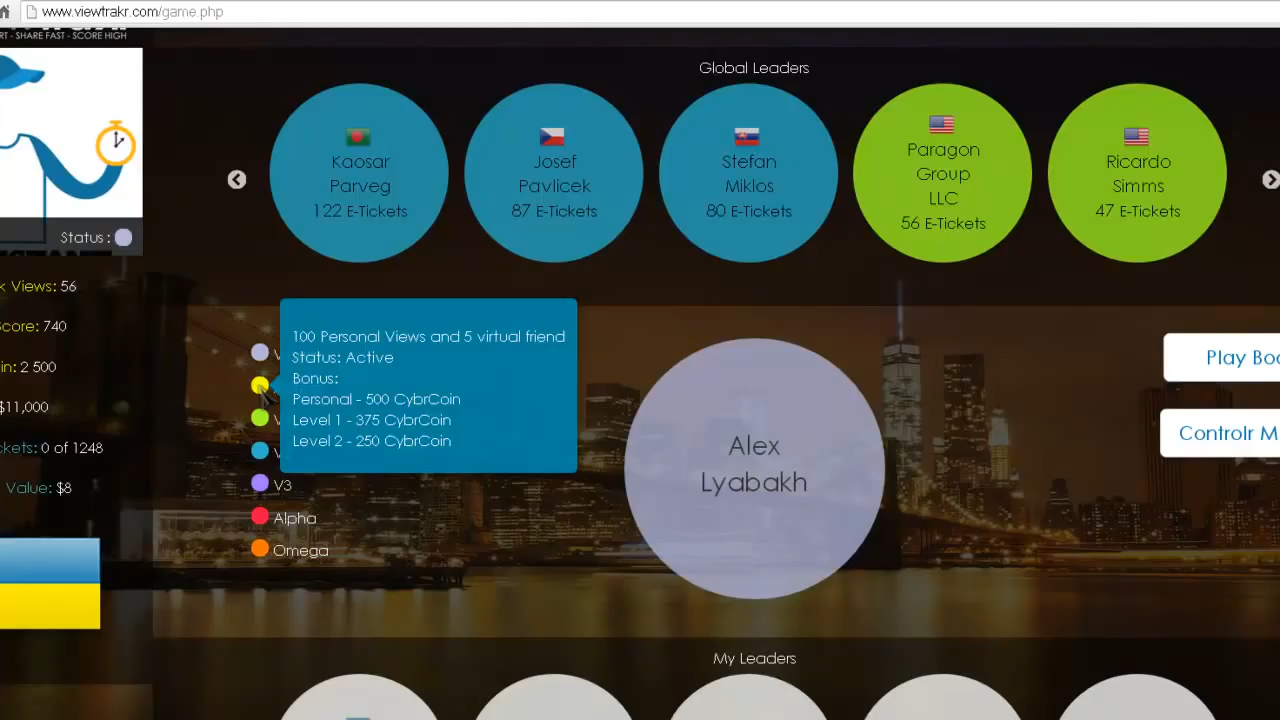 www.viewtrakr.com/game.php
RT - SHARE FAST - SCORE HIGH
Global Leaders
Kaosar
Parveg
122 E-Tickets
Josef
Pavlicek
87 E-Tickets
Stefan
Miklos
80 E-Tickets
Paragon
Group
LLC
56 E-Tickets
Ricardo
Simms
47 E-Tickets
Status :
k Views: 56
Score: 740
in: 2 500
$11,000
ckets: 0 of 1248
Value: $8
100 Personal Views and 5 virtual friend
Status: Active
Bonus:
Personal - 500 CybrCoin
Level 1 - 375 CybrCoin
Level 2 - 250 CybrCoin
V3
Alpha
Omega
Alex
Lyabakh
Play Boo
Controlr M
My Leaders